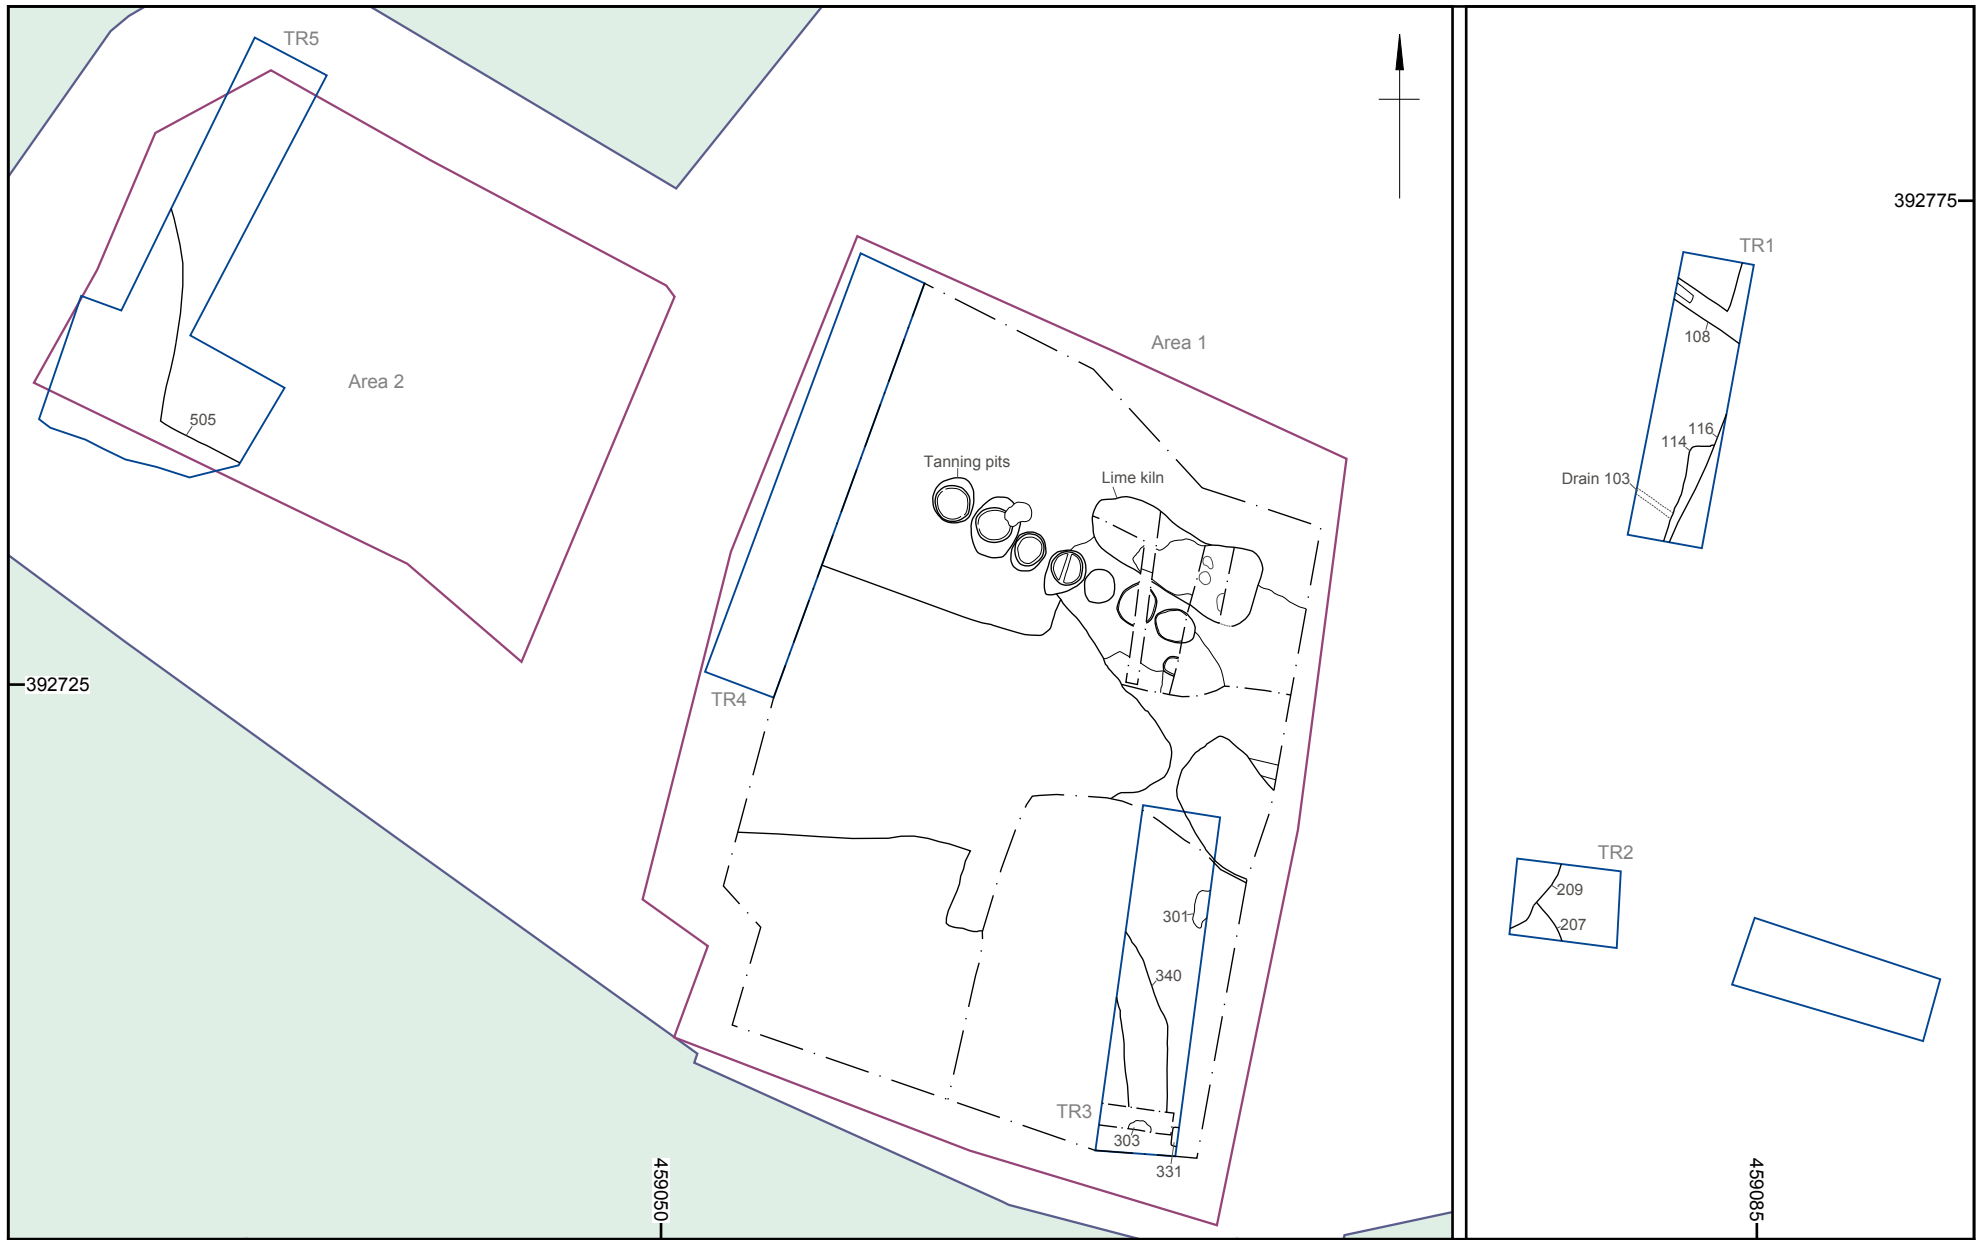 TR5
392775
TR1
Area 1
108
Area 2
505
116
114
Tanning pits
Lime kiln
Drain 103
392725
TR4
TR2
209
301
207
340
TR3
303
331
459050
459085